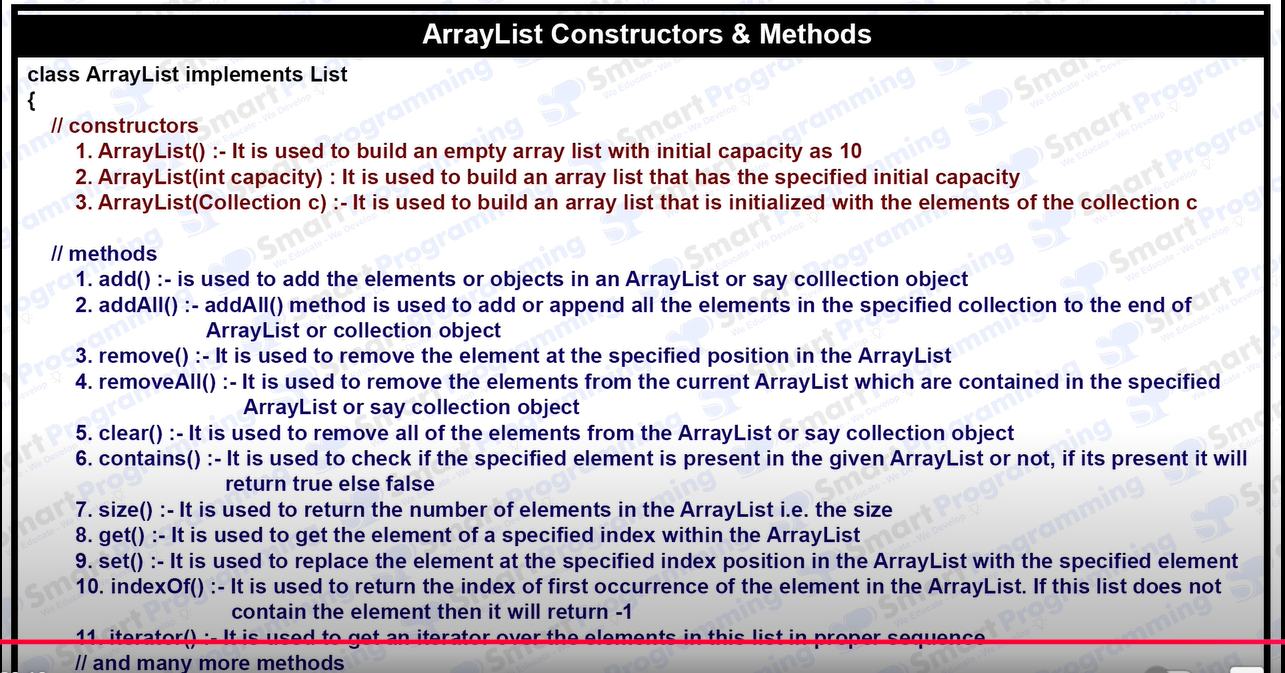 ArrayList Constructors & Methods
class ArrayList implements List
{
// constructors
1. ArrayList() :- It is used to build an empty array list with initial capacity as 10
2. ArrayList(int capacity) : It is used to build an array list that has the specified initial capacity
3. ArrayList(Collection c) :- It is used to build an array list that is initialized with the elements of the collection c
// methods
1. add() :- is used to add the elements or objects in an ArrayList or say colllection object
2. addAll() :- addAll() method is used to add or append all the elements in the specified collection to the end of
ArrayList or collection object
3. remove() :- It is used to remove the element at the specified position in the ArrayList
4. removeAll() :- It is used to remove the elements from the current ArrayList which are contained in the specified
ArrayList or say collection object
5. clear() :- It is used to remove all of the elements from the ArrayList or say collection object
6. contains() :- It is used to check if the specified element is present in the given ArrayList or not, if its present it will
return true else false
7. size() :- It is used to return the number of elements in the ArrayList i.e. the size
8. get() :- It is used to get the element of a specified index within the ArrayList
9. set() :- It is used to replace the element at the specified index position in the ArrayList with the specified element
10. indexOf() :- It is used to return the index of first occurrence of the element in the ArrayList. If this list does not
contain the element then it will return -1
11. iterator() :- It is used to get an iterator over the elements in this list in proper sequence
// and many more methods
Smart Programming
We Educate - We Develop